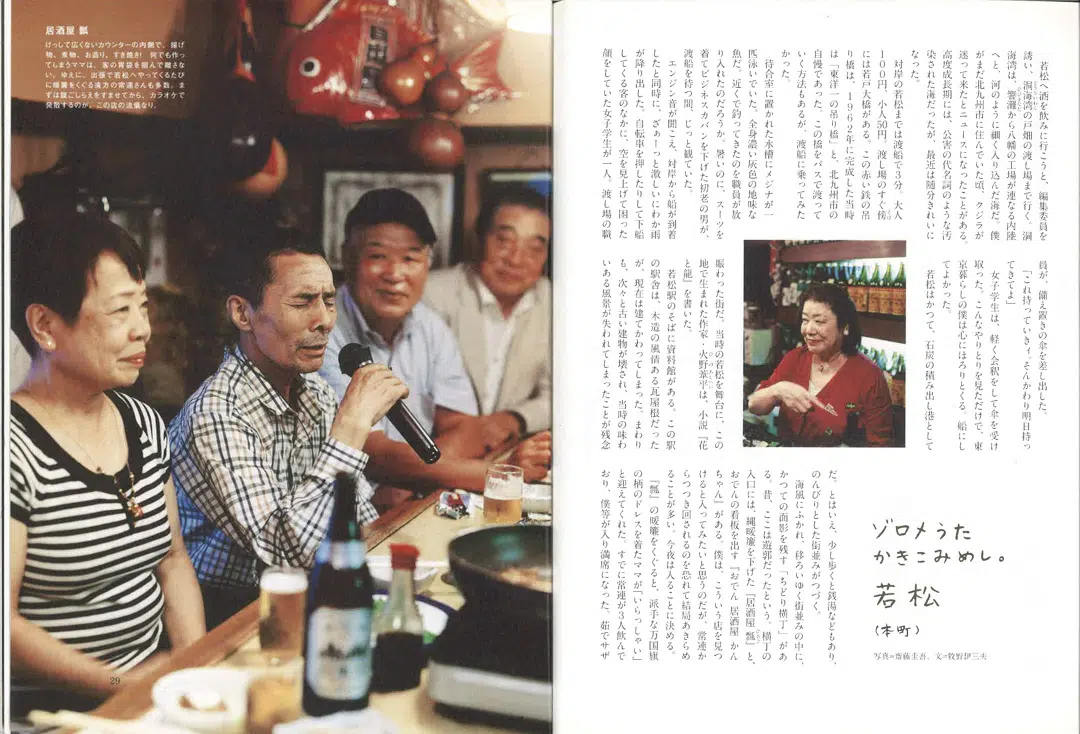 居酒屋 瓢
けっして広くないカウンターの内側で、揚げ
物、煮物、お造り、すき焼き! 何でも作っ
てしまうママは、客の胃袋を掴んで離さな
い。ゆえに、出張で若松へやってくるたび
に暖簾をくぐる遠方の常連さんも多数。ま
ずは腹ごしらえをすませてから、カラオケで
発散するのが、この店の流儀なり。
Asahi
29
若松へ酒を飲みに行こうと、編集委員を
誘い、洞海湾の戸畑の渡し場まで行く。洞
海湾は、響灘から八幡の工場が連なる内陸
へと、河のように細く入り込んだ海だ。僕
がまだ北九州市に住んでいた頃、クジラが
迷って来たとニュースになったことがある。
高度成長期には、公害の代名詞のような汚
染された海だったが、最近は随分きれいに
なった。
対岸の若松までは渡船で3分。大人
100円、小人50円。渡し場のすぐ傍
には若戸大橋がある。この赤い鉄の吊
り橋は、1962年に完成した当時
は「東洋一の吊り橋」と、北九州市の
自慢であった。この橋をバスで渡って
いく方法もあるが、渡船に乗ってみた
かった。
待合室に置かれた水槽にメジナが一
匹泳いでいた。全身濃い灰色の地味な
魚だ。近くで釣ってきたのを職員が放
り入れたのだろうか。暑いのに、スーツを
着てビジネスカバンを下げた初老の男が、
渡船を待つ間、じっと観ていた。
エンジン音が聞こえ、対岸から船が到着
したと同時に、ざぁーっと激しいにわか雨
が降り出した。自転車を押したりして下船
してくる客のなかに、空を見上げて困った
顔をしていた女子学生が一人。渡し場の職
員が、備え置きの傘を差し出した。
「これ持っていきィ。そんかわり明日持っ
てきてよ」
女子学生は、軽く会釈をして傘を受け
取った。こんなやりとりを見ただけで、東
京暮らしの僕は心にほろりとくる。船にし
てよかった。
若松はかつて、石炭の積み出し港として
賑わった街だ。当時の若松を舞台に、この
地で生まれた作家・火野葦平は、小説『花
と龍』を書いた。
若松駅のそばに資料館がある。この駅
の駅舎は、木造の風情ある瓦屋根だった
が、現在は建てかわってしまった。まわり
も、次々と古い建物が壊され、当時の味わ
いある風景が失われてしまったことが残念
だ。とはいえ、少し歩くと銭湯などもあり、
のんびりとした街並みがつづく。
海風にふかれ、移ろいゆく街並みの中に、
かつての面影を残す「ちどり横丁」があ
る。昔、ここは遊郭だったという。横丁の
入口には、縄暖簾を下げた『居酒屋 瓢』と、
おでんの看板を出す『おでん 居酒屋 かん
ちゃん』がある。僕は、こういう店を見つ
けると入ってみたいと思うのだが、常連か
らつつき回されるのを恐れて結局あきらめ
ることが多い。今夜は入ることに決める。
『瓢』の暖簾をくぐると、派手な万国旗
の柄のドレスを着たママが「いらっしゃい」
と迎えてくれた。すでに常連が3人飲んで
おり、僕等が入り満席になった。茹でサザ
ゾロメうた
かきこみめし。
若松
(本町)
写真=齋藤圭吾、文=牧野伊三夫